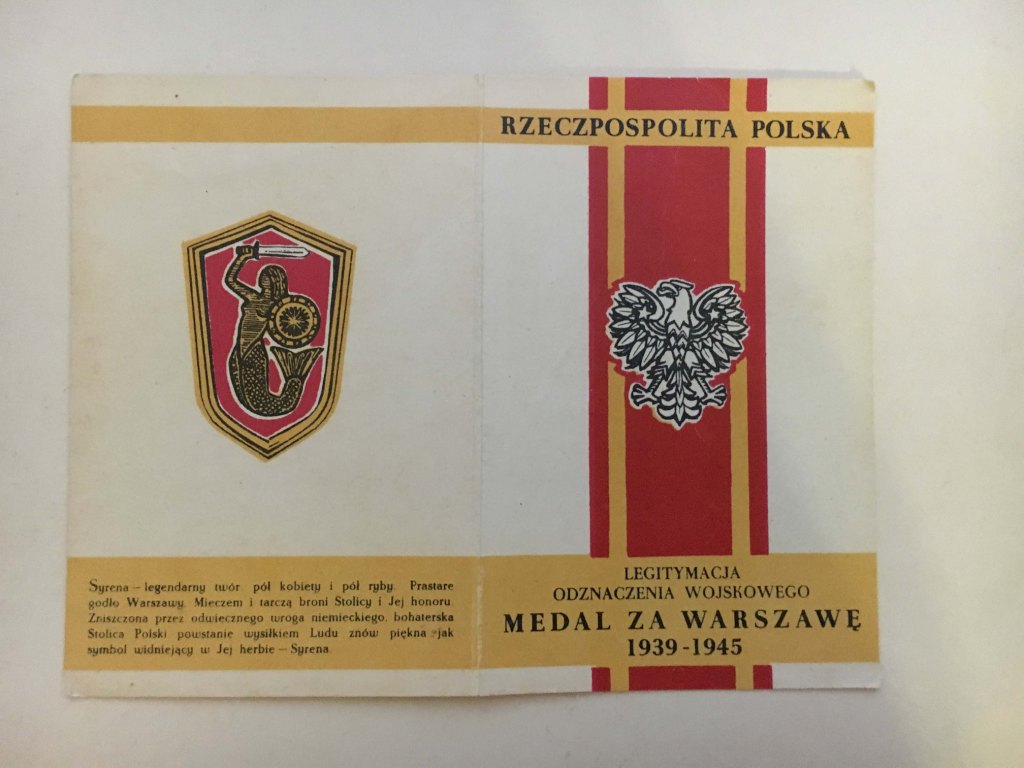 RZECZPOSPOLITA POLSKA
Syrena – legendarny twór pół kobiety i pół ryby. Prastare
godło Warszawy. Mieczem i tarczą broni Stolicy i Jej honoru.
Zniszczona przez odwiecznego wroga niemieckiego, bohaterska
Stolica Polski powstanie wysiłkiem Ludu znów piękna jak
symbol widniejący w Jej herbie – Syrena.
LEGITYMACJA
ODZNACZENIA WOJSKOWEGO
MEDAL ZA WARSZAWĘ
1939-1945